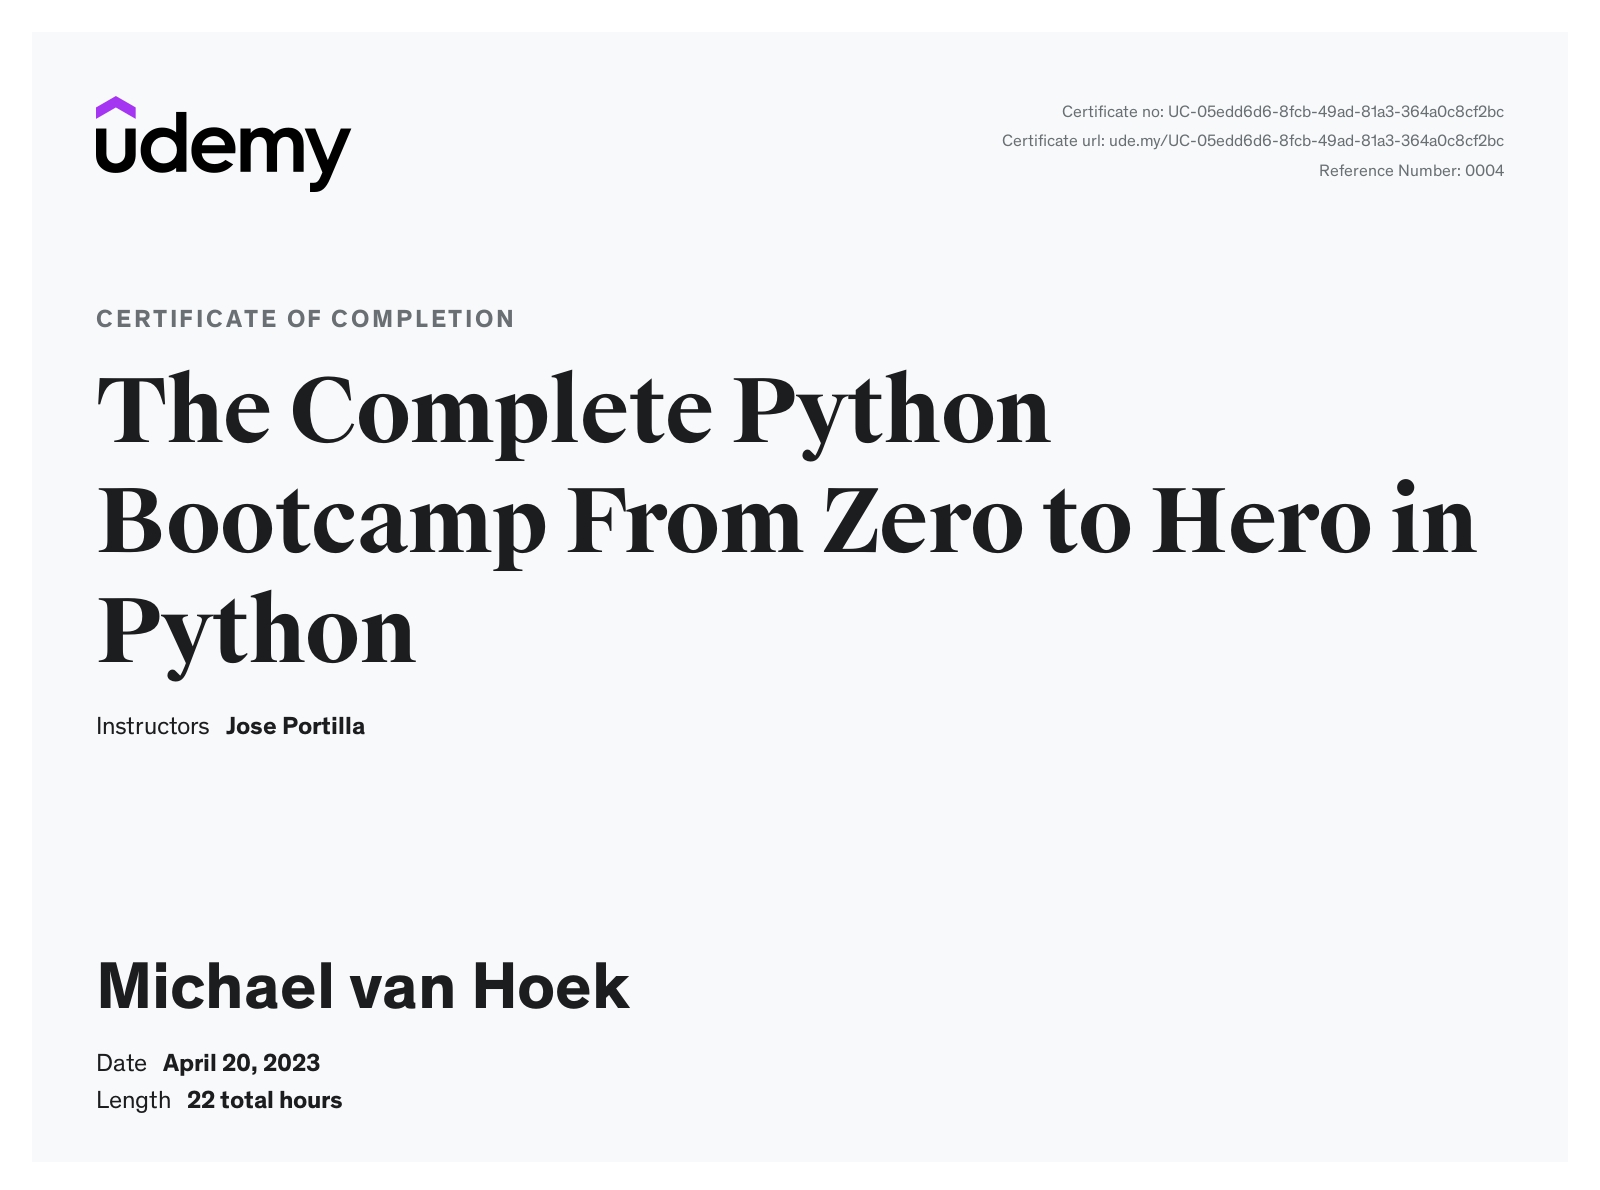 udemy
Certificate no: UC-05edd6d6-8fcb-49ad-81a3-364a0c8cf2bc
Certificate url: ude.my/UC-05edd6d6-8fcb-49ad-81a3-364a0c8cf2bc
Reference Number: 0004
CERTIFICATE OF COMPLETION
The Complete Python
Bootcamp From Zero to Hero in
Python
Instructors Jose Portilla
Michael van Hoek
Date April 20, 2023
Length 22 total hours